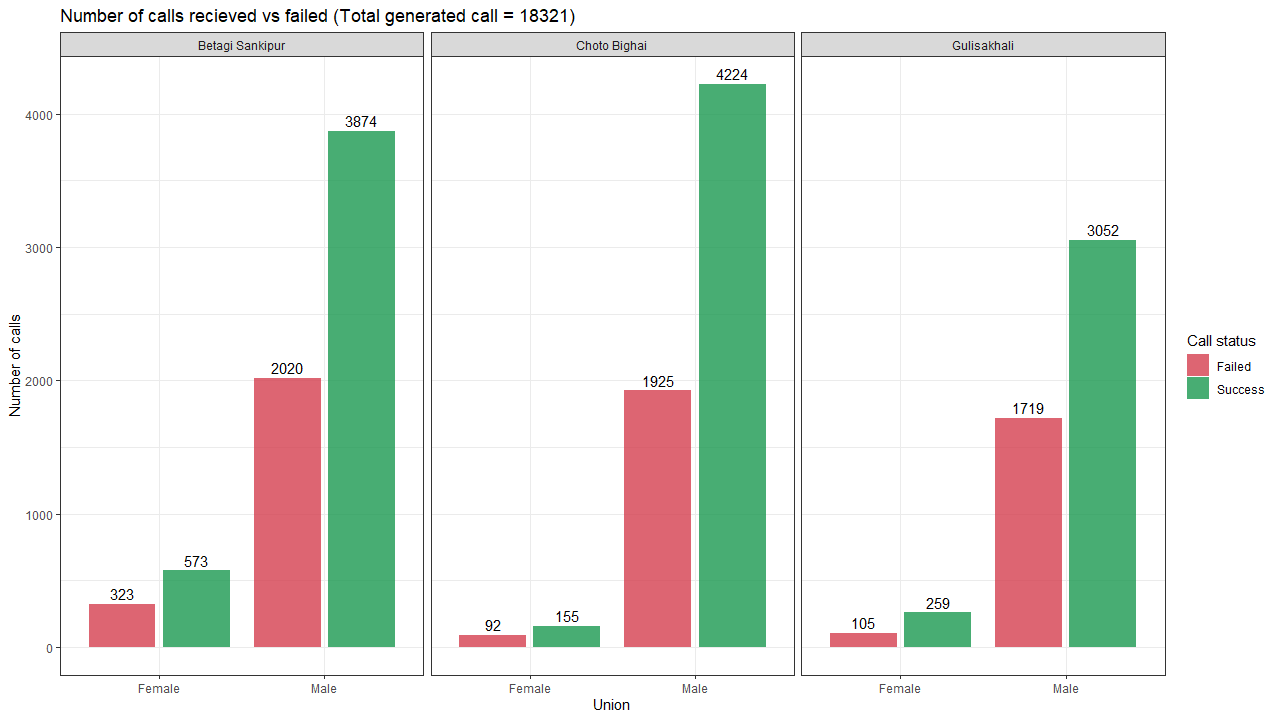 Number of calls recieved vs failed (Total generated call = 18321)
Betagi Sankipur
Choto Bighai
Gulisakhali
Number of calls
4000
3000
2000
1000
0
323
573
2020
3874
92
155
1925
4224
105
259
1719
3052
Female
Male
Female
Male
Female
Male
Union
Call status
Failed
Success